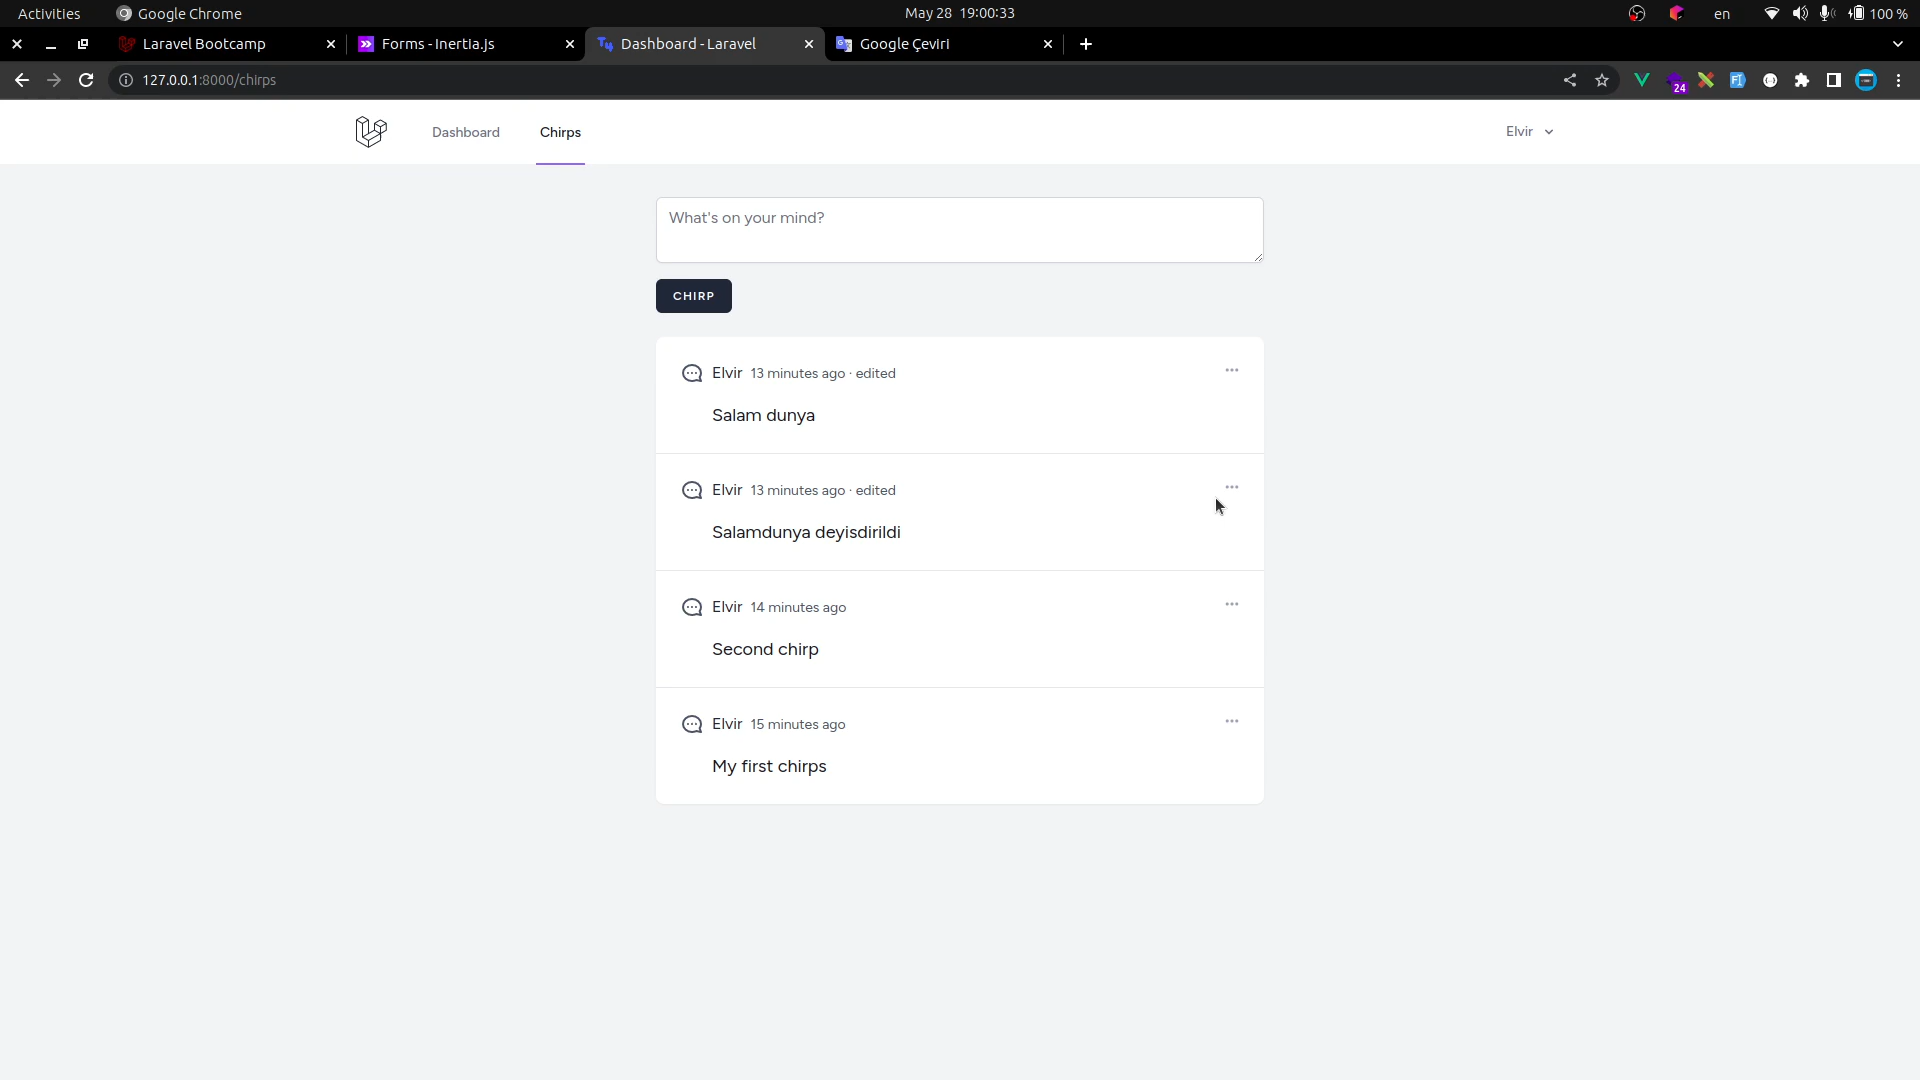 Activities Google Chrome May 28 19:00:33 en 100 %
Laravel Bootcamp Forms - Inertia.js Dashboard - Laravel Google Çeviri
127.0.0.1:8000/chirps 24
Dashboard Chirps Elvir
What's on your mind?
CHIRP
Elvir 13 minutes ago · edited
Salam dunya
Elvir 13 minutes ago · edited
Salamdunya deyisdirildi
Elvir 14 minutes ago
Second chirp
Elvir 15 minutes ago
My first chirps